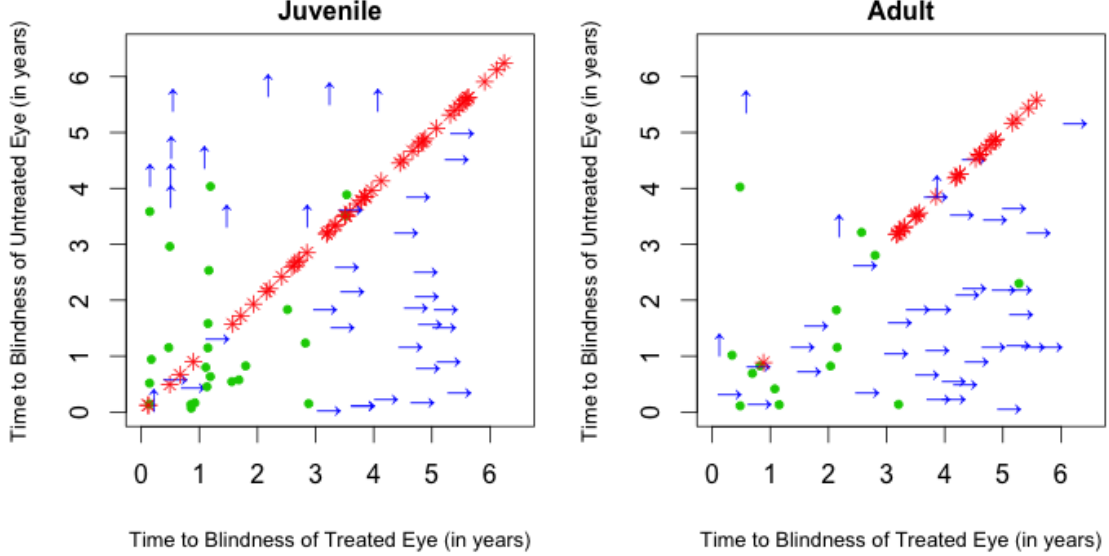 Juvenile
Time to Blindness of Untreated Eye (in years)
6
5
4
3
2
1
0
0 1 2 3 4 5 6
Time to Blindness of Treated Eye (in years)
Adult
Time to Blindness of Untreated Eye (in years)
6
5
4
3
2
1
0
0 1 2 3 4 5 6
Time to Blindness of Treated Eye (in years)